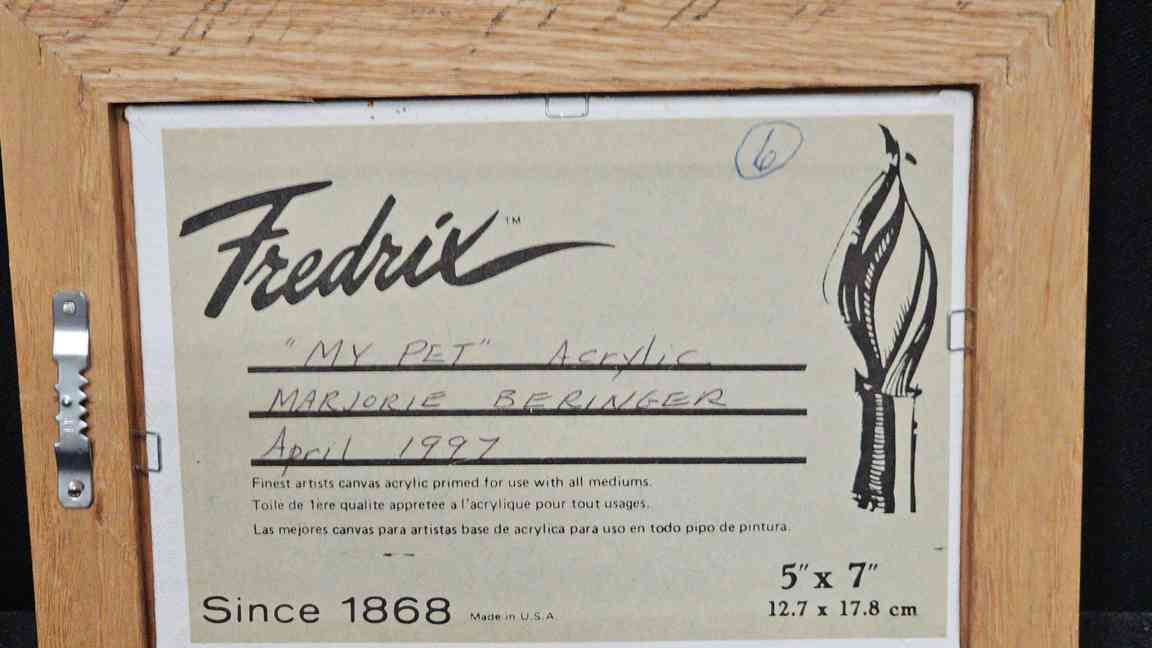 6
Fredrix™
"MY PET" Acrylic
MARJORIE BERINGER
April 1997
Finest artists canvas acrylic primed for use with all mediums.
Toile de 1ère qualite appretee a l'acrylique pour tout usages.
Las mejores canvas para artistas base de acrylica para uso en todo pipo de pintura.
5" x 7"
12.7 x 17.8 cm
Since 1868 Made in U.S.A.